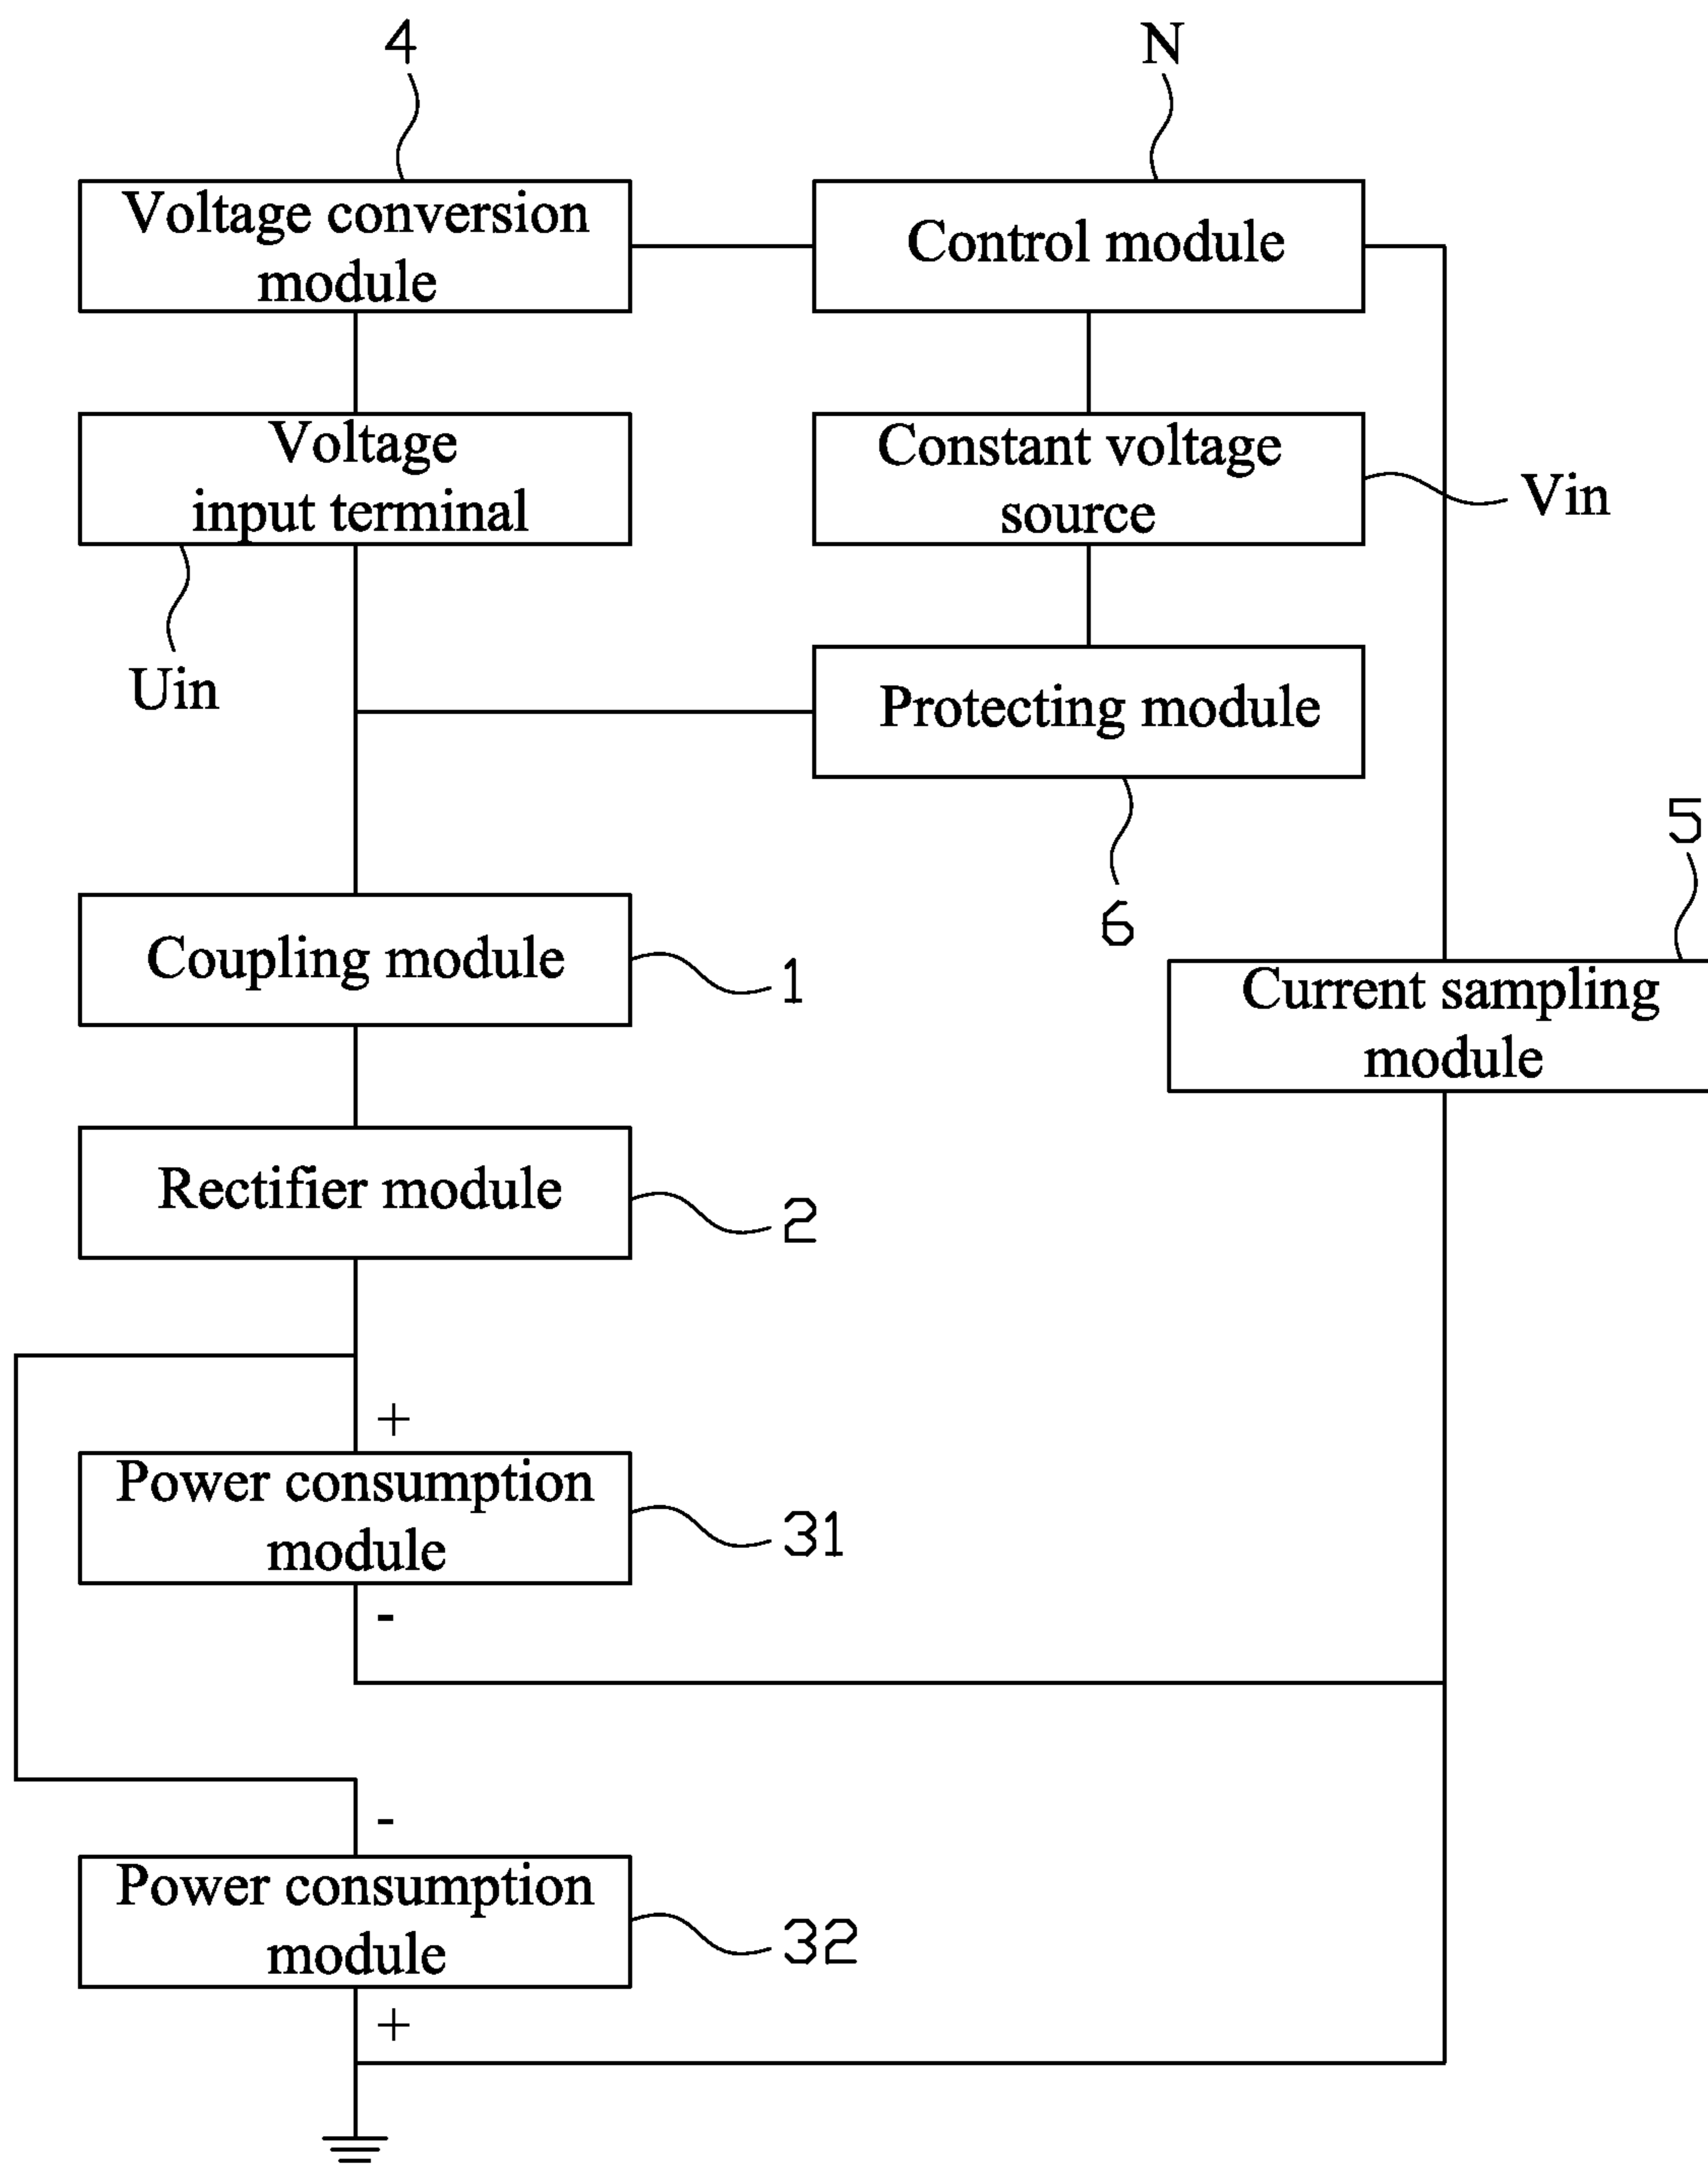 4
N
Voltage conversion
module
Control module
Voltage
input terminal
Constant voltage
source
Vin
Uin
Protecting module
6
5
Coupling module
1
Current sampling
module
Rectifier module
2
+
Power consumption
module
31
-
-
Power consumption
module
32
+